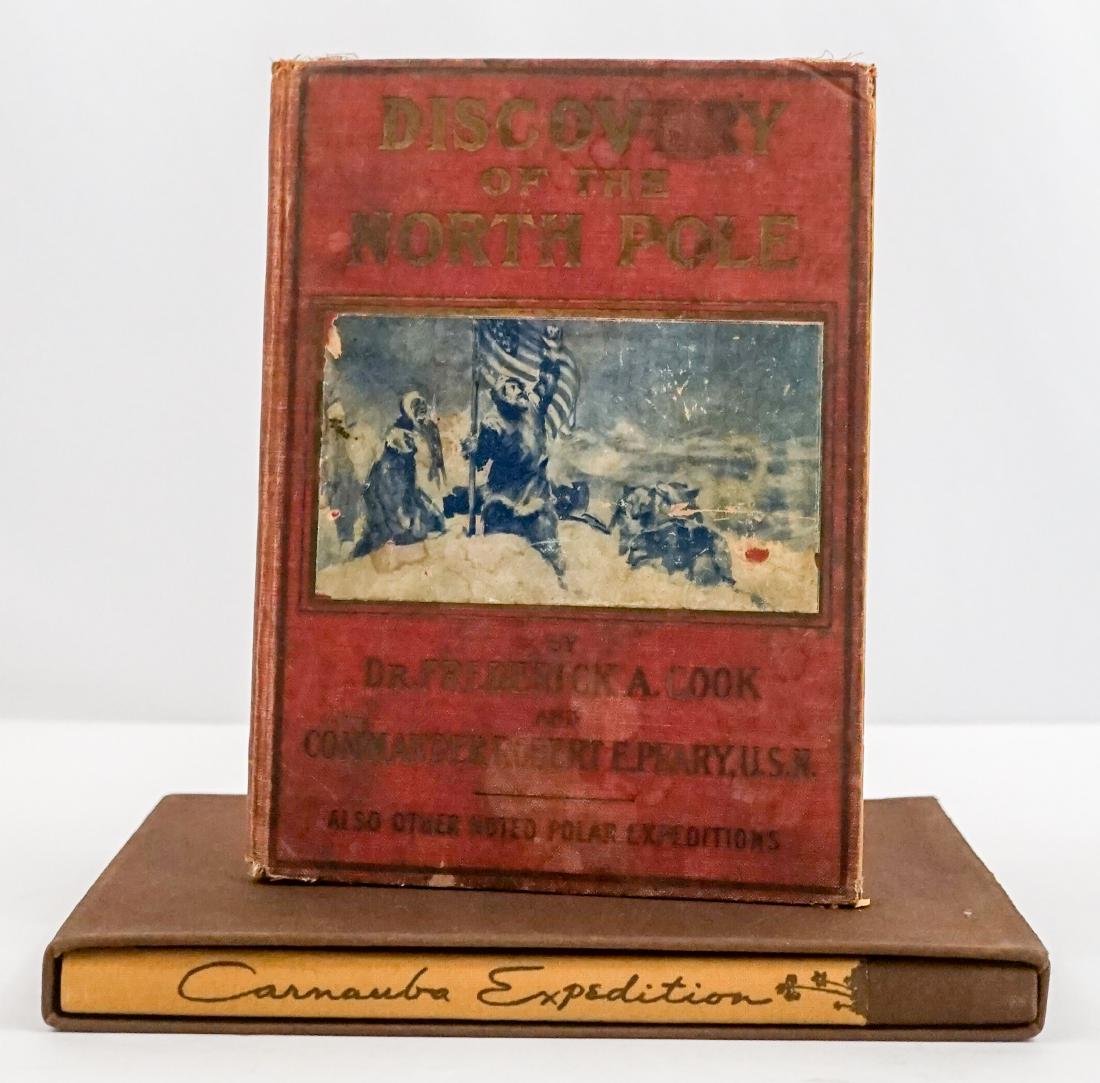 DISCOVERY
OF THE
NORTH POLE
BY
DR. FREDERICK A. COOK
AND
COMMANDER ROBERT E. PEARY, U.S.N.
ALSO OTHER NOTED POLAR EXPEDITIONS
Carnauba Expedition